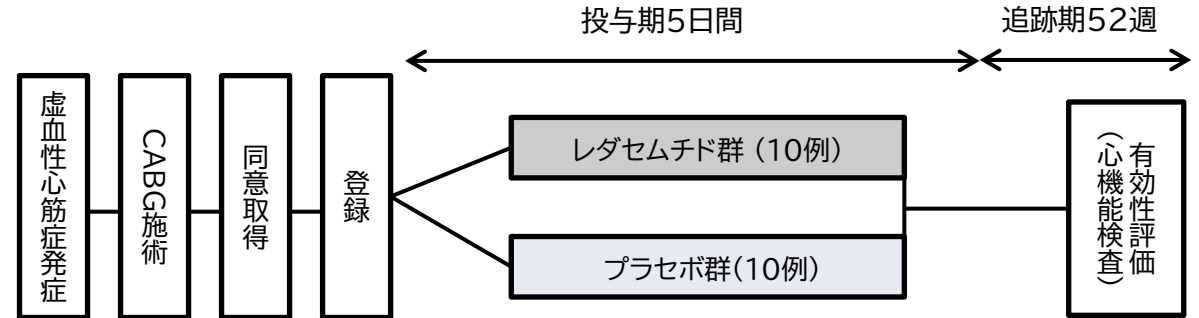 投与期5日間
追跡期52週
虚血性心筋症発症
CABG施術
同意取得
登録
レダセムチド群（10例）
プラセボ群（10例）
有効性評価
（心機能検査）